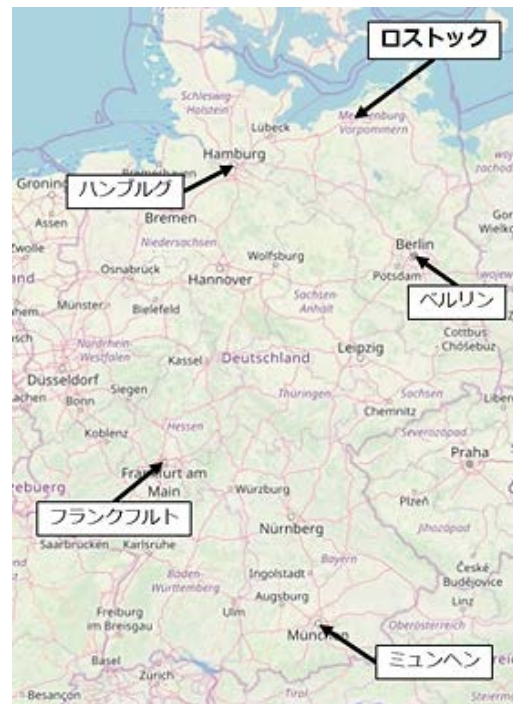 ロストック
Schleswig-
Holstein
Lübeck
Mecklenburg-
Vorpommern
Hamburg
Bremerhaven
ハンブルグ
Assen
Bremen
Zwolle
Niedersachsen
Berlin
Osnabrück
Wolfsburg
Potsdam
Hannover
ベルリン
Sachsen-
Anhalt
Münster
Bielefeld
Cottbus -
Chóśebuz
Nordrhein-
Westfalen
Kassel
Deutschland
Leipzig
Düsseldorf
Siegen
Thüringen
Sachsen
Bonn
Chemnitz
Koblenz
Hessen
Severozápad
Praha
Frankfurt am
Main
Würzburg
Plzeň
フランクフルト
Nürnberg
Jihozápad
Saarbrücken
Karlsruhe
Bayern
České
Budějovice
Baden-
Württemberg
Ingolstadt
Augsburg
Linz
Freiburg
im Breisgau
Ulm
Oberösterreich
München
ミュンヘン
Basel
Zürich
Tirol
Besançon